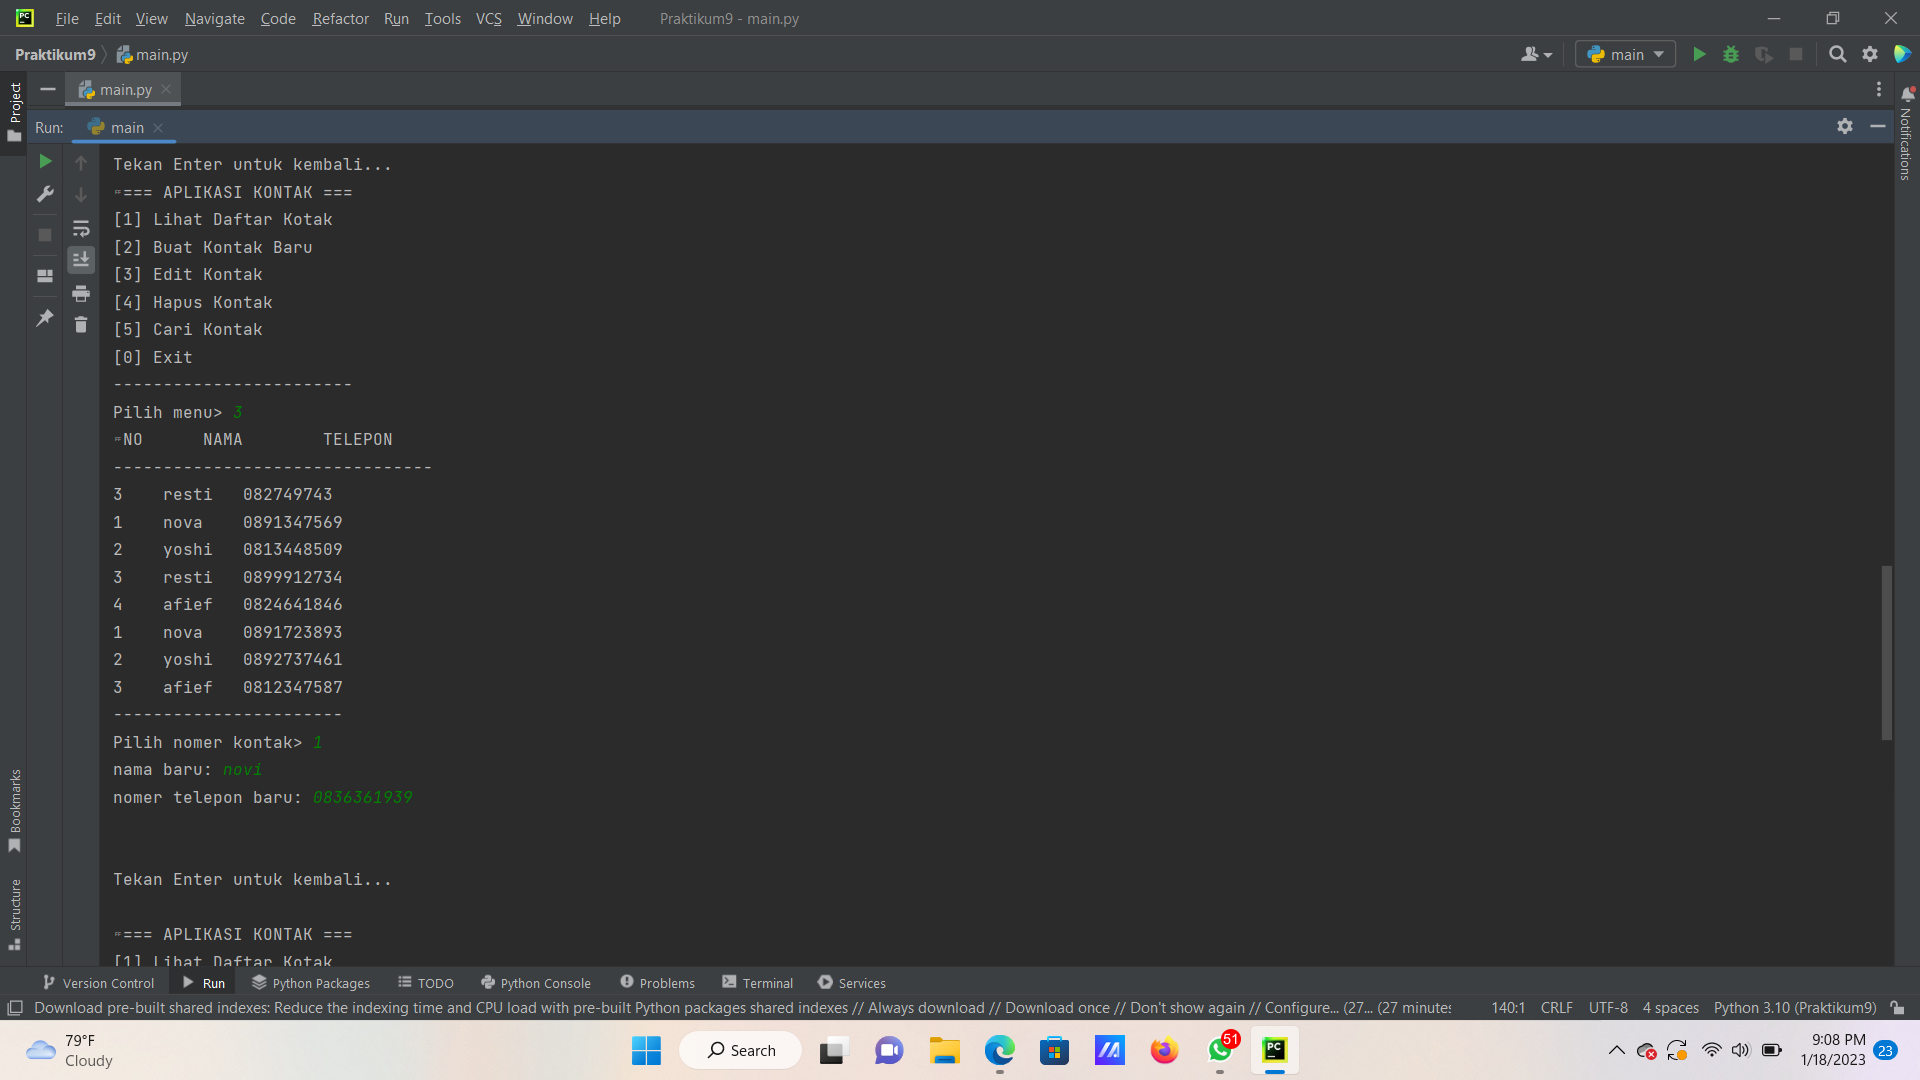 File Edit View Navigate Code Refactor Run Tools VCS Window Help Praktikum9 - main.py
Praktikum9 main.py main
Project
main.py
Run: main
Notifications
Tekan Enter untuk kembali...
=== APLIKASI KONTAK ===
[1] Lihat Daftar Kotak
[2] Buat Kontak Baru
[3] Edit Kontak
[4] Hapus Kontak
[5] Cari Kontak
[0] Exit
------------------------
Pilih menu> 3
NO NAMA TELEPON
--------------------------------
3 resti 082749743
1 nova 0891347569
2 yoshi 0813448509
3 resti 0899912734
4 afief 0824641846
1 nova 0891723893
2 yoshi 0892737461
3 afief 0812347587
-----------------------
Pilih nomer kontak> 1
nama baru: novi
nomer telepon baru: 0836361939
Tekan Enter untuk kembali...
=== APLIKASI KONTAK ===
[1] Lihat Daftar Kotak
Bookmarks
Structure
Version Control Run Python Packages TODO Python Console Problems Terminal Services
Download pre-built shared indexes: Reduce the indexing time and CPU load with pre-built Python packages shared indexes // Always download // Download once // Don't show again // Configure... (27... (27 minutes 140:1 CRLF UTF-8 4 spaces Python 3.10 (Praktikum9)
79°F
Cloudy
Search
51
PC
9:08 PM
1/18/2023
23